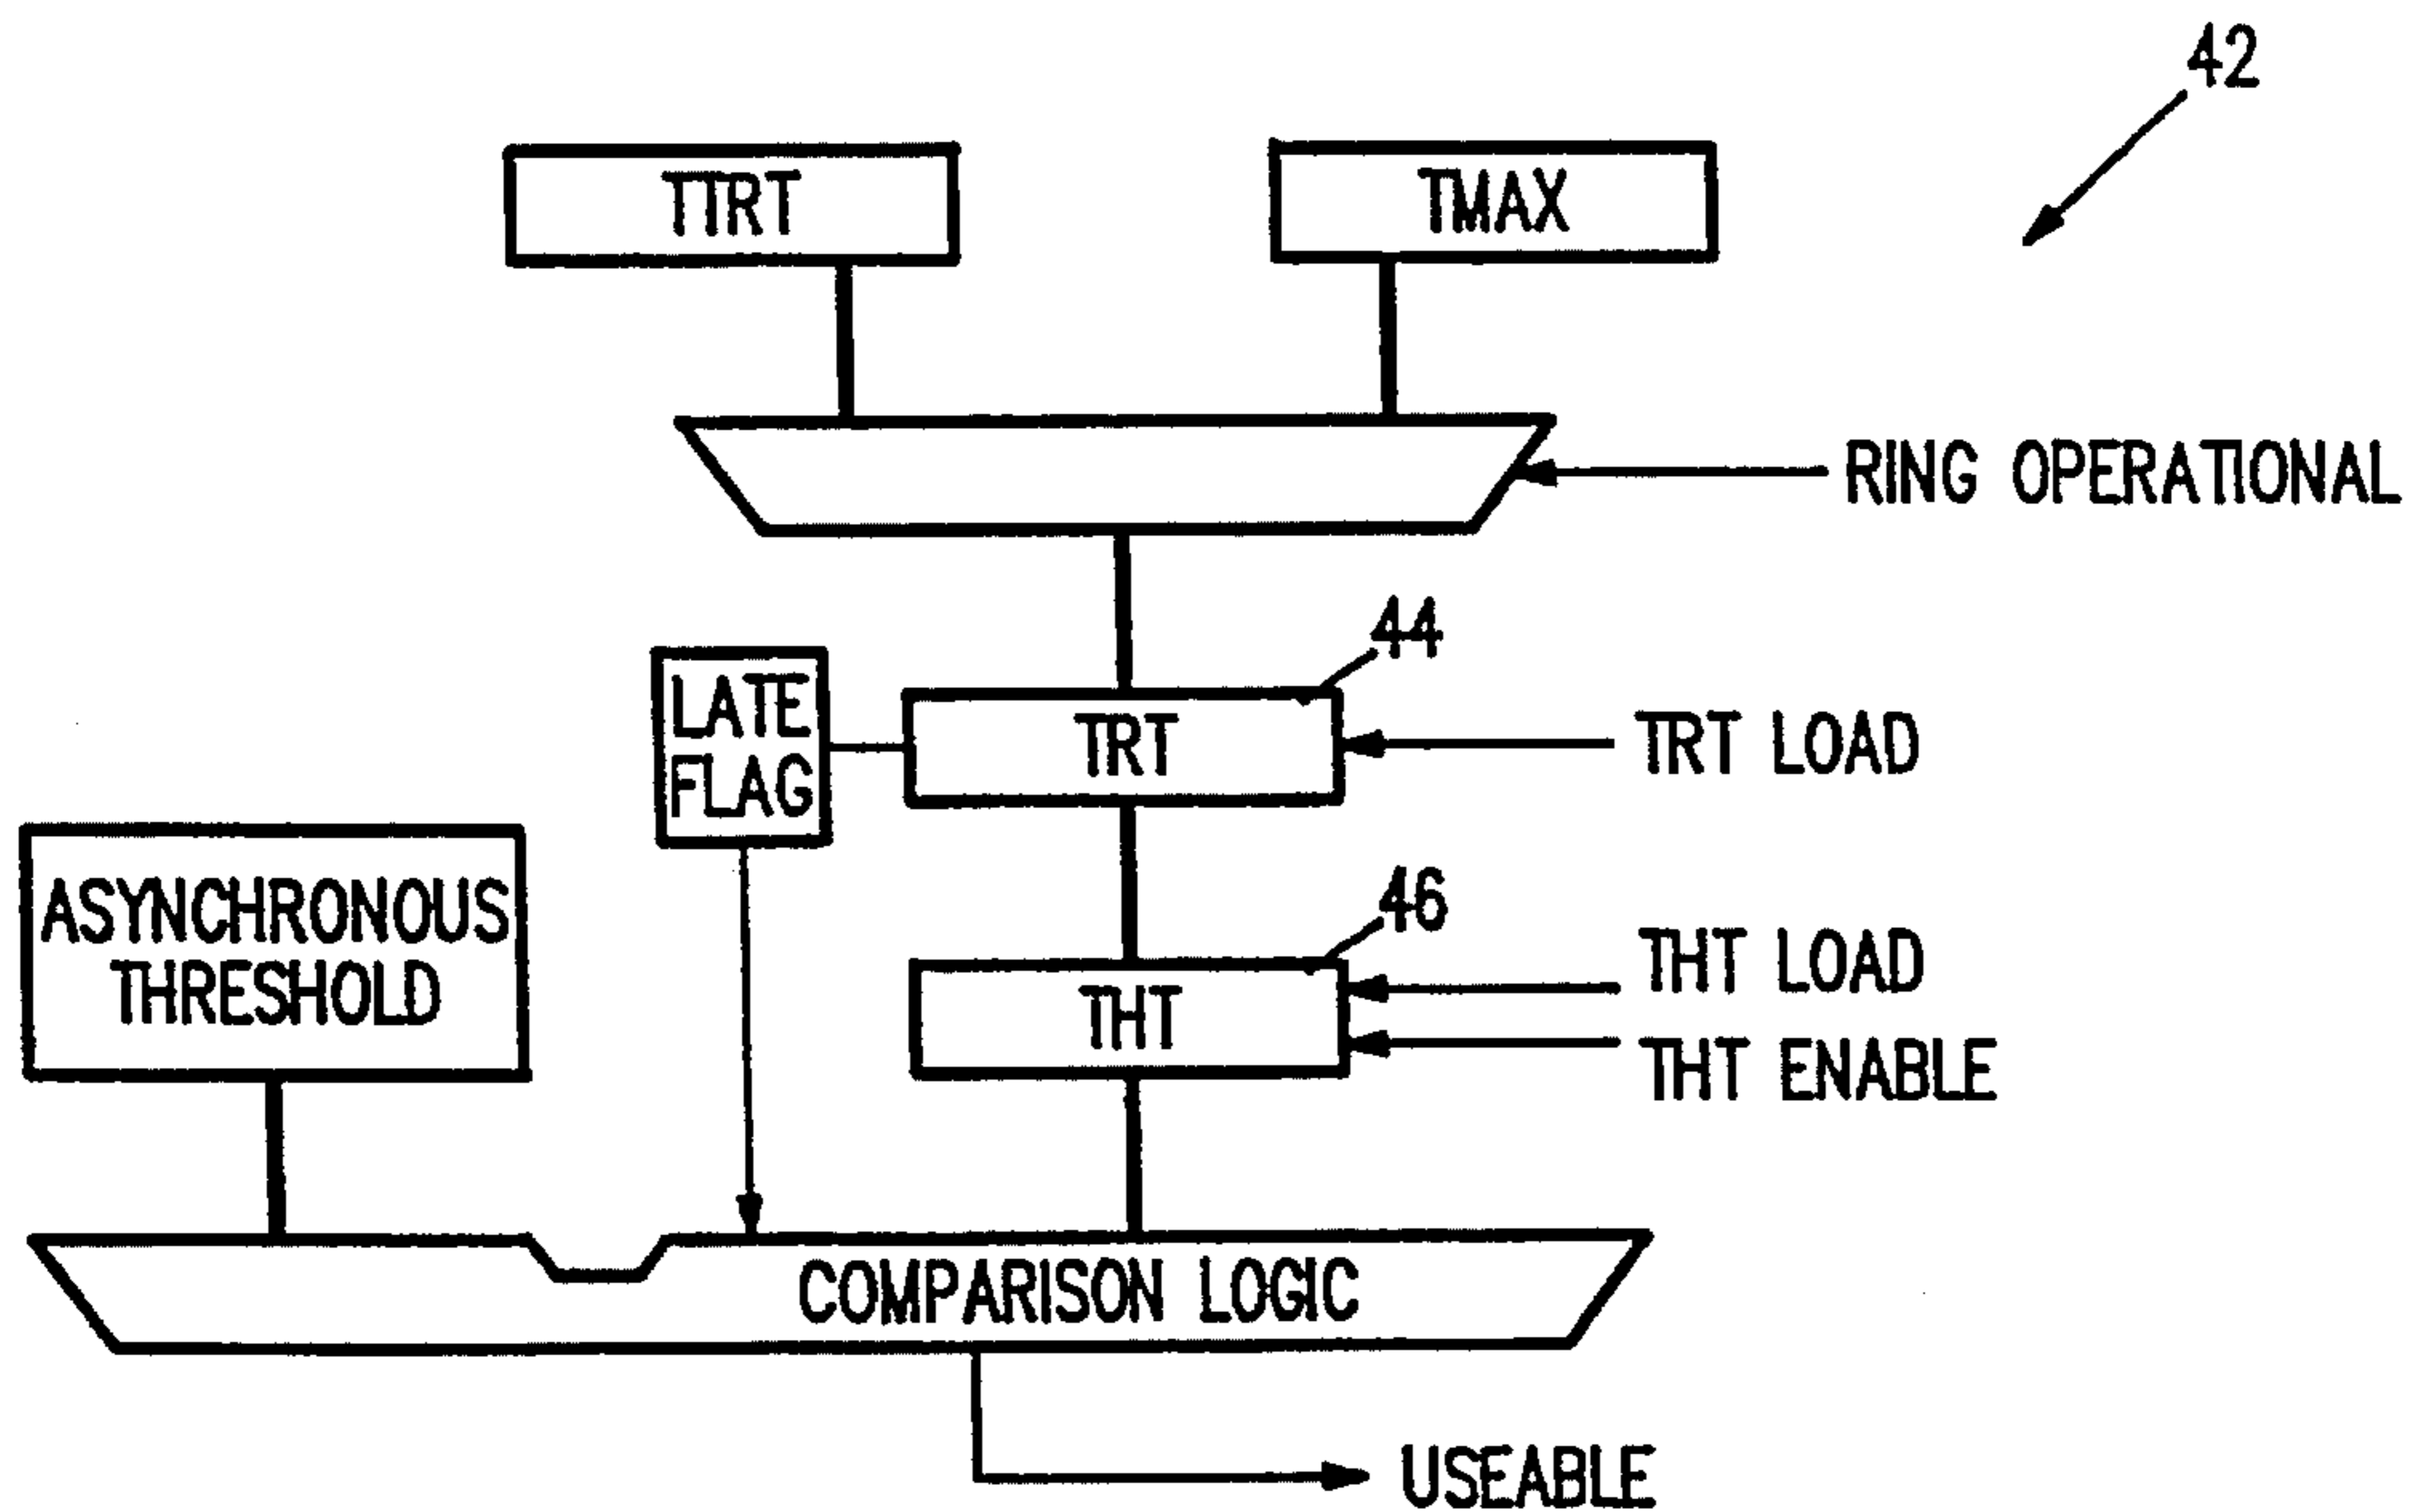 42
TTRT
TMAX
RING OPERATIONAL
44
LATE
FLAG
TRT
TRT LOAD
46
ASYNCHRONOUS
THRESHOLD
THT
THT LOAD
THT ENABLE
COMPARISON LOGIC
USEABLE